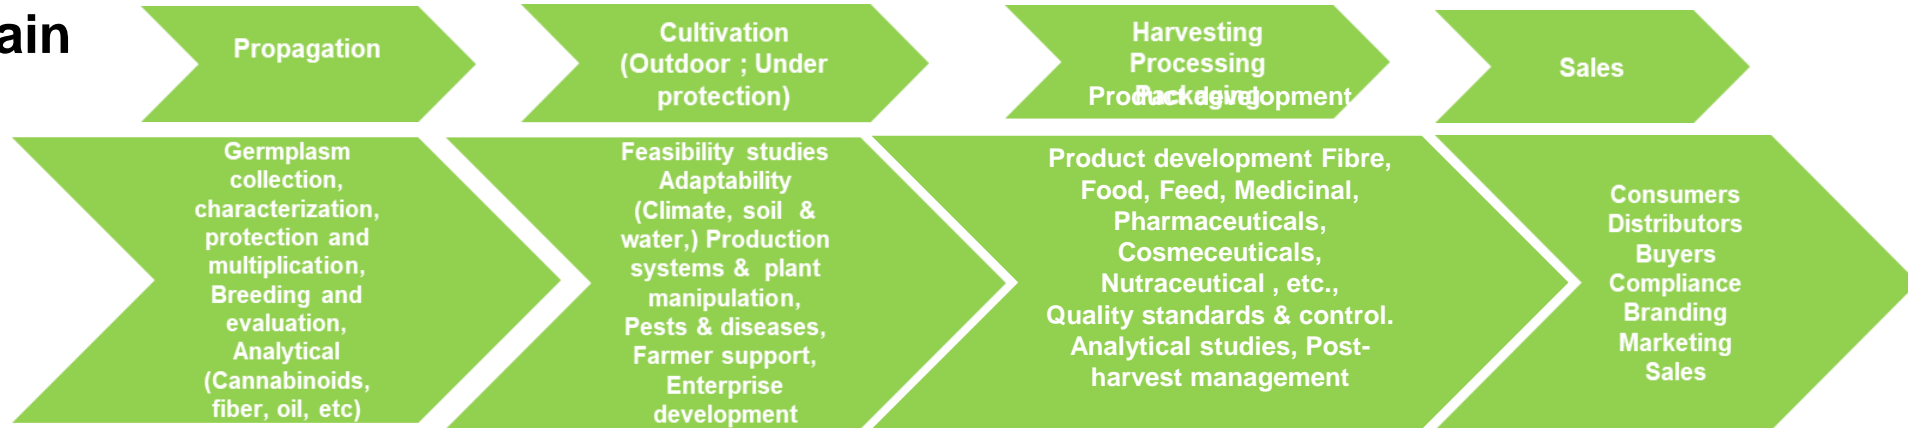 ain
Propagation
Cultivation
(Outdoor ; Under
protection)
Harvesting
Processing
Packaging
Product development
Sales
Germplasm
collection,
characterization,
protection and
multiplication,
Breeding and
evaluation,
Analytical
(Cannabinoids,
fiber, oil, etc)
Feasibility studies
Adaptability
(Climate, soil &
water,) Production
systems & plant
manipulation,
Pests & diseases,
Farmer support,
Enterprise
development
Product development Fibre,
Food, Feed, Medicinal,
Pharmaceuticals,
Cosmeceuticals,
Nutraceutical , etc.,
Quality standards & control.
Analytical studies, Post-
harvest management
Consumers
Distributors
Buyers
Compliance
Branding
Marketing
Sales